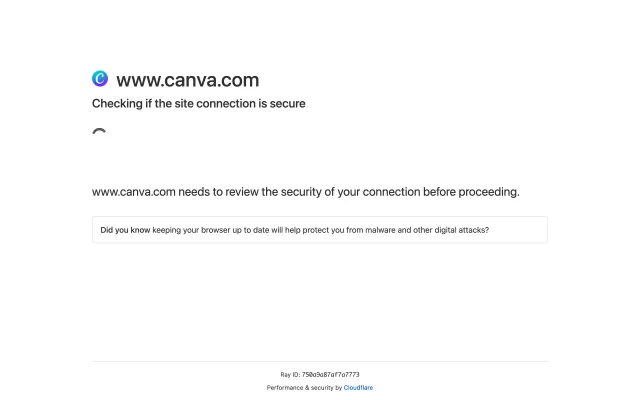 www.canva.com
Checking if the site connection is secure
www.canva.com needs to review the security of your connection before proceeding.
Did you know keeping your browser up to date will help protect you from malware and other digital attacks?
Ray ID: 750a9a87af7a7773
Performance & security by Cloudflare